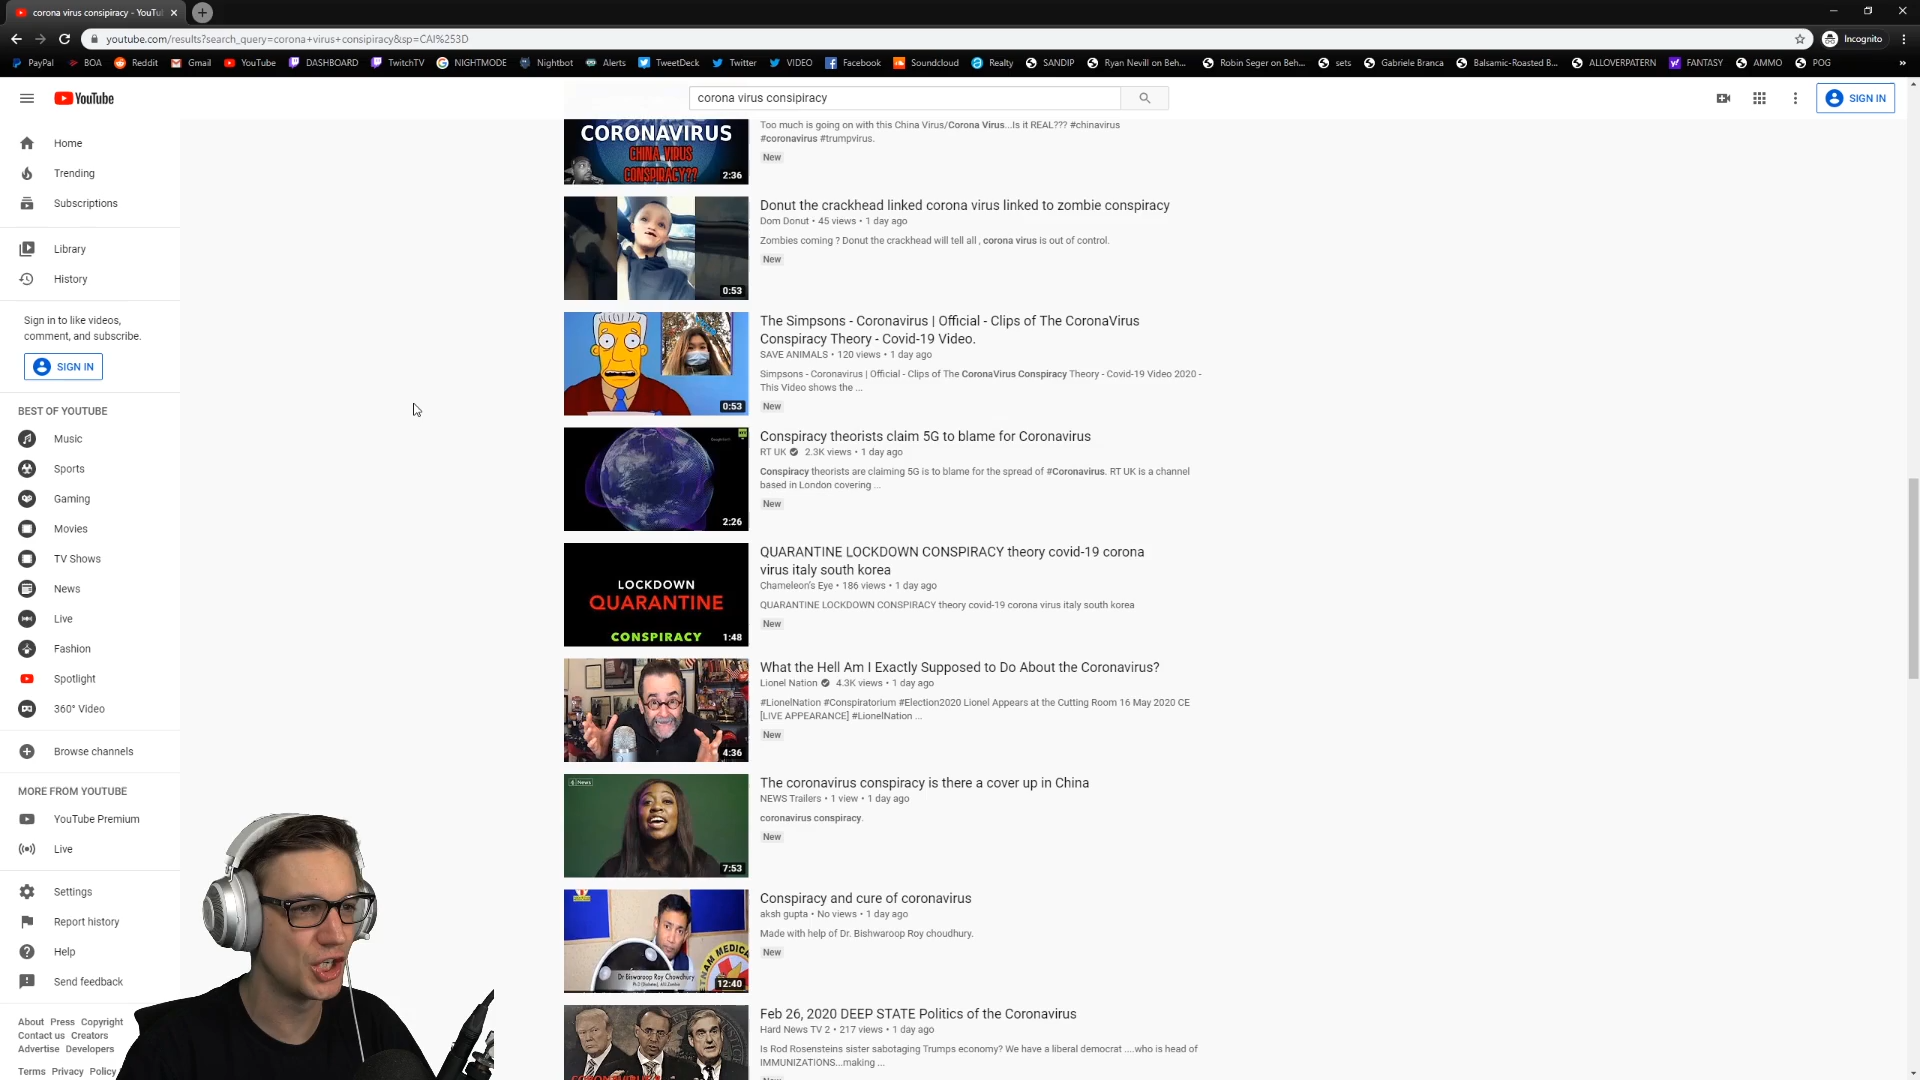 corona virus consipiracy - YouTu
youtube.com/results?search_query=corona+virus+consipiracy&sp=CAI%253D
Incognito
PayPal BOA Reddit Gmail YouTube DASHBOARD TwitchTV NIGHTMODE Nightbot Alerts TweetDeck Twitter VIDEO Facebook Soundcloud Realty SANDIP Ryan Nevill on Beh... Robin Seger on Beh... sets Gabriele Branca Balsamic-Roasted B... ALLOVERPATERN FANTASY AMMO POG »
YouTube
corona virus consipiracy
SIGN IN
Home
Trending
Subscriptions
Library
History
Sign in to like videos,
comment, and subscribe.
SIGN IN
BEST OF YOUTUBE
Music
Sports
Gaming
Movies
TV Shows
News
Live
Fashion
Spotlight
360° Video
Browse channels
MORE FROM YOUTUBE
YouTube Premium
Live
Settings
Report history
Help
Send feedback
About Press Copyright
Contact us Creators
Advertise Developers
Terms Privacy Policy
CORONAVIRUS
CHINA VIRUS
CONSPIRACY??
2:36
Too much is going on with this China Virus/Corona Virus...Is it REAL??? #chinavirus
#coronavirus #trumpvirus.
New
0:53
Donut the crackhead linked corona virus linked to zombie conspiracy
Dom Donut • 45 views • 1 day ago
Zombies coming ? Donut the crackhead will tell all , corona virus is out of control.
New
0:53
The Simpsons - Coronavirus | Official - Clips of The CoronaVirus
Conspiracy Theory - Covid-19 Video.
SAVE ANIMALS • 120 views • 1 day ago
Simpsons - Coronavirus | Official - Clips of The CoronaVirus Conspiracy Theory - Covid-19 Video 2020 -
This Video shows the ...
New
2:26
Conspiracy theorists claim 5G to blame for Coronavirus
RT UK 2.3K views • 1 day ago
Conspiracy theorists are claiming 5G is to blame for the spread of #Coronavirus. RT UK is a channel
based in London covering ...
New
LOCKDOWN
QUARANTINE
CONSPIRACY
1:48
QUARANTINE LOCKDOWN CONSPIRACY theory covid-19 corona
virus italy south korea
Chameleon's Eye • 186 views • 1 day ago
QUARANTINE LOCKDOWN CONSPIRACY theory covid-19 corona virus italy south korea
New
4:36
What the Hell Am I Exactly Supposed to Do About the Coronavirus?
Lionel Nation 4.3K views • 1 day ago
#LionelNation #Conspiratorium #Election2020 Lionel Appears at the Cutting Room 16 May 2020 CE
[LIVE APPEARANCE] #LionelNation ...
New
4 News
7:53
The coronavirus conspiracy is there a cover up in China
NEWS Trailers • 1 view • 1 day ago
coronavirus conspiracy.
New
Dr Biswaroop Roy Chowdhury
12:40
Conspiracy and cure of coronavirus
aksh gupta • No views • 1 day ago
Made with help of Dr. Bishwaroop Roy choudhury.
New
Feb 26, 2020 DEEP STATE Politics of the Coronavirus
Hard News TV 2 • 217 views • 1 day ago
Is Rod Rosensteins sister sabotaging Trumps economy? We have a liberal democrat ....who is head of
IMMUNIZATIONS...making ...